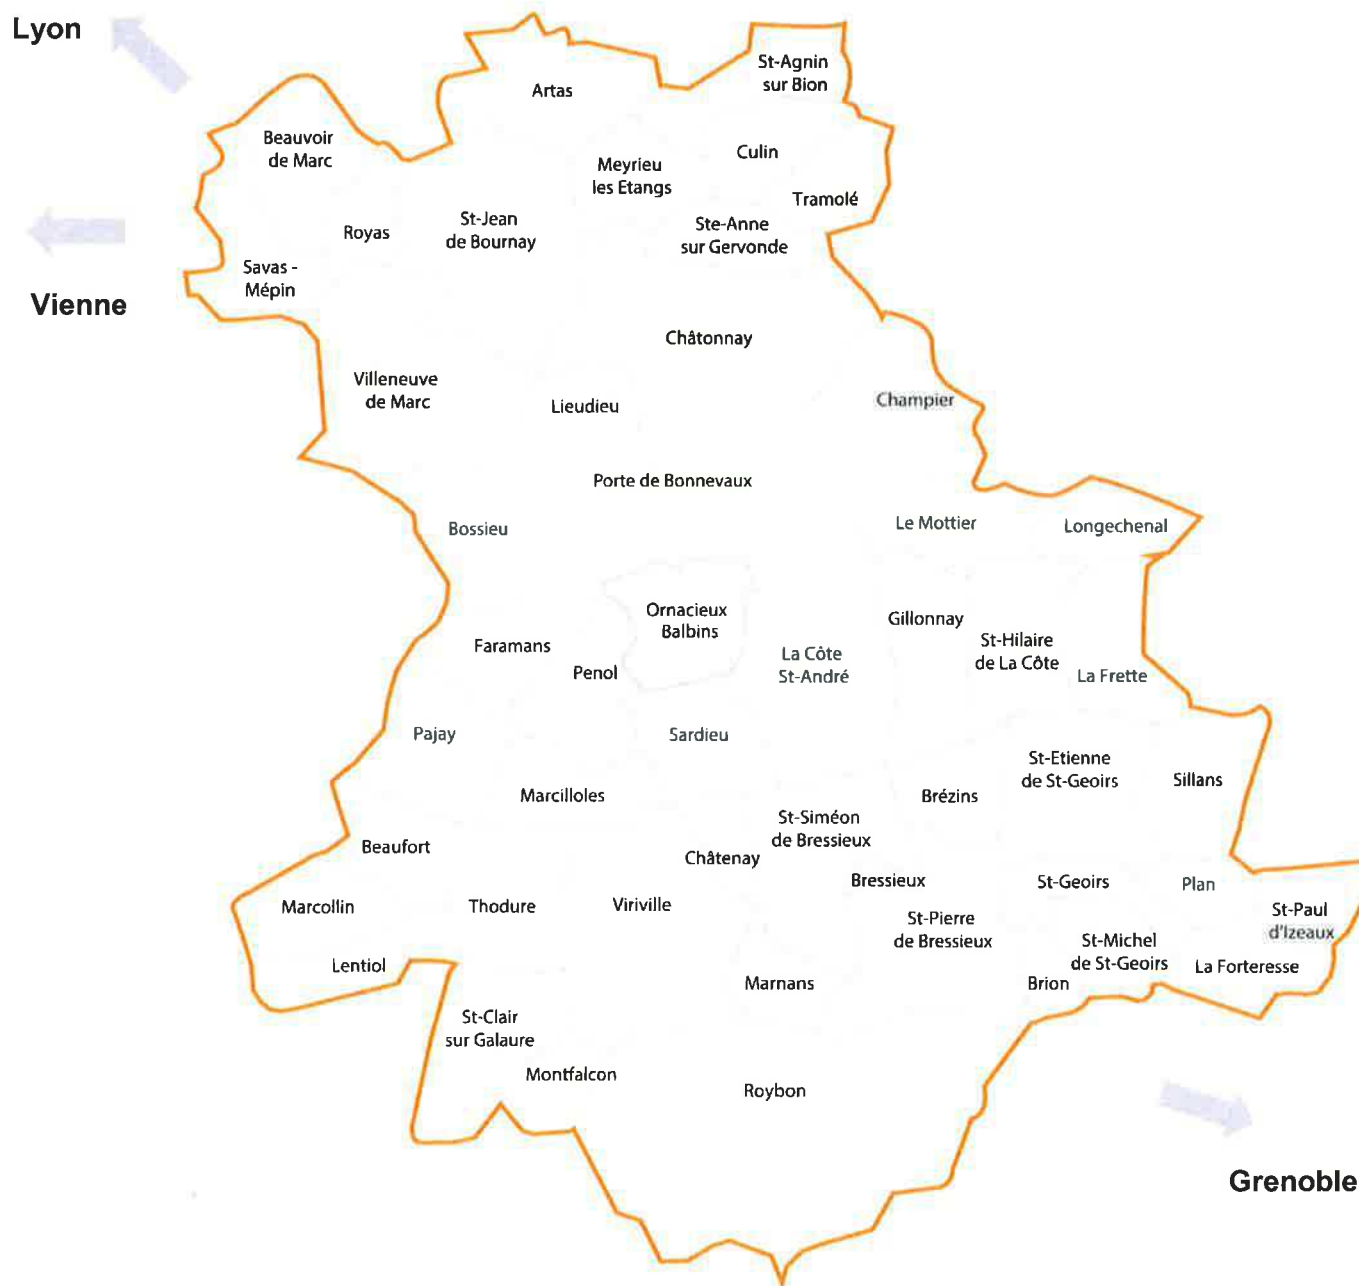 Lyon
St-Agnin
sur Bion
Artas
Beauvoir
de Marc
Culin
Meyrieu
les Etangs
Tramolé
St-Jean
de Bournay
Royas
Ste-Anne
sur Gervonde
Savas -
Mépin
Vienne
Châtonnay
Villeneuve
de Marc
Lieudieu
Champier
Porte de Bonnevaux
Bossieu
Le Mottier
Longechenal
Ornacieux
Balbins
Gillonnay
Faramans
Penol
La Côte
St-André
St-Hilaire
de La Côte
La Frette
Pajay
Sardieu
St-Etienne
de St-Geoirs
Sillans
Marcilloles
Brézins
St-Siméon
de Bressieux
Beaufort
Châtenay
Bressieux
St-Geoirs
Plan
Marcollin
Thodure
Viriville
St-Pierre
de Bressieux
St-Paul
d'Izeaux
St-Michel
de St-Geoirs
La Forteresse
Lentiol
Marnans
Brion
St-Clair
sur Galaure
Montfalcon
Roybon
Grenoble